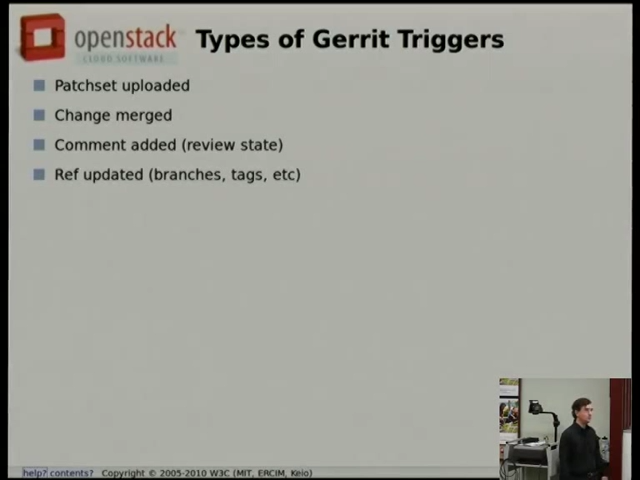 openstack
CLOUD SOFTWARE
Types of Gerrit Triggers
Patchset uploaded
Change merged
Comment added (review state)
Ref updated (branches, tags, etc)
help? contents? Copyright © 2005-2010 W3C (MIT, ERCIM, Keio)